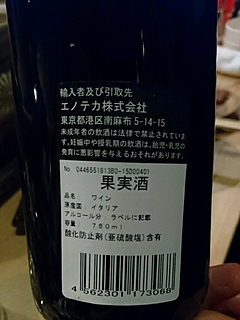 輸入者及び引取先
エノテカ株式会社
東京都港区南麻布 5-14-15
未成年者の飲酒は法律で禁止されていま
す。妊娠中や授乳期の飲酒は、胎児・乳児の
発育に悪影響を与えるおそれがあります。
No. 0446551813B0-15D00401
果実酒
品名: ワイン
原産国: イタリア
アルコール分: ラベルに記載
容量: 750ml
酸化防止剤(亜硫酸塩)含有
4 562301 173068